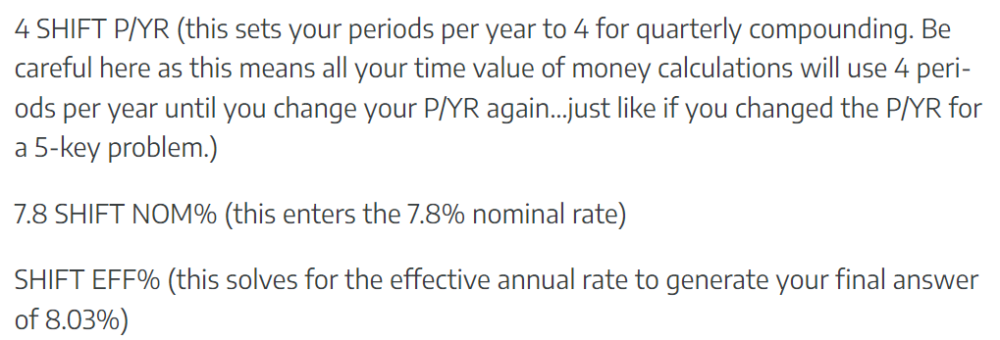 4 SHIFT P/YR (this sets your periods per year to 4 for quarterly compounding. Be
careful here as this means all your time value of money calculations will use 4 peri-
ods per year until you change your P/YR again...just like if you changed the P/YR for
a 5-key problem.)
7.8 SHIFT NOM% (this enters the 7.8% nominal rate)
SHIFT EFF% (this solves for the effective annual rate to generate your final answer
of 8.03%)